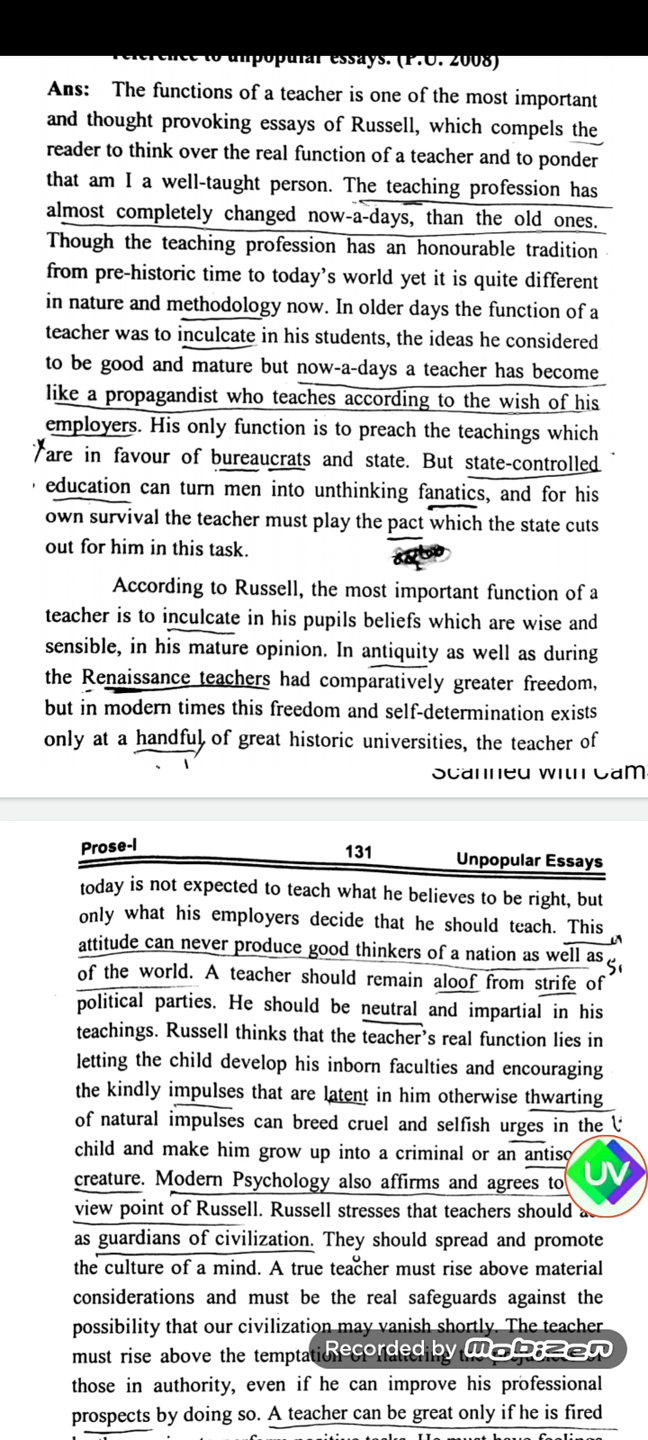 reference to unpopular essays. (P.U. 2008)
Ans: The functions of a teacher is one of the most important
and thought provoking essays of Russell, which compels the
reader to think over the real function of a teacher and to ponder
that am I a well-taught person. The teaching profession has
almost completely changed now-a-days, than the old ones.
Though the teaching profession has an honourable tradition
from pre-historic time to today's world yet it is quite different
in nature and methodology now. In older days the function of a
teacher was to inculcate in his students, the ideas he considered
to be good and mature but now-a-days a teacher has become
like a propagandist who teaches according to the wish of his
employers. His only function is to preach the teachings which
are in favour of bureaucrats and state. But state-controlled
education can turn men into unthinking fanatics, and for his
own survival the teacher must play the pact which the state cuts
out for him in this task.
According to Russell, the most important function of a
teacher is to inculcate in his pupils beliefs which are wise and
sensible, in his mature opinion. In antiquity as well as during
the Renaissance teachers had comparatively greater freedom,
but in modern times this freedom and self-determination exists
only at a handful of great historic universities, the teacher of
Scanned with Cam
Prose-I 131 Unpopular Essays
today is not expected to teach what he believes to be right, but
only what his employers decide that he should teach. This
attitude can never produce good thinkers of a nation as well as
of the world. A teacher should remain aloof from strife of
political parties. He should be neutral and impartial in his
teachings. Russell thinks that the teacher's real function lies in
letting the child develop his inborn faculties and encouraging
the kindly impulses that are latent in him otherwise thwarting
of natural impulses can breed cruel and selfish urges in the
child and make him grow up into a criminal or an antiso
creature. Modern Psychology also affirms and agrees to
UV
view point of Russell. Russell stresses that teachers should
as guardians of civilization. They should spread and promote
the culture of a mind. A true teacher must rise above material
considerations and must be the real safeguards against the
possibility that our civilization may vanish shortly. The teacher
Recorded by mobizen
must rise above the temptation of flattering the
those in authority, even if he can improve his professional
prospects by doing so. A teacher can be great only if he is fired